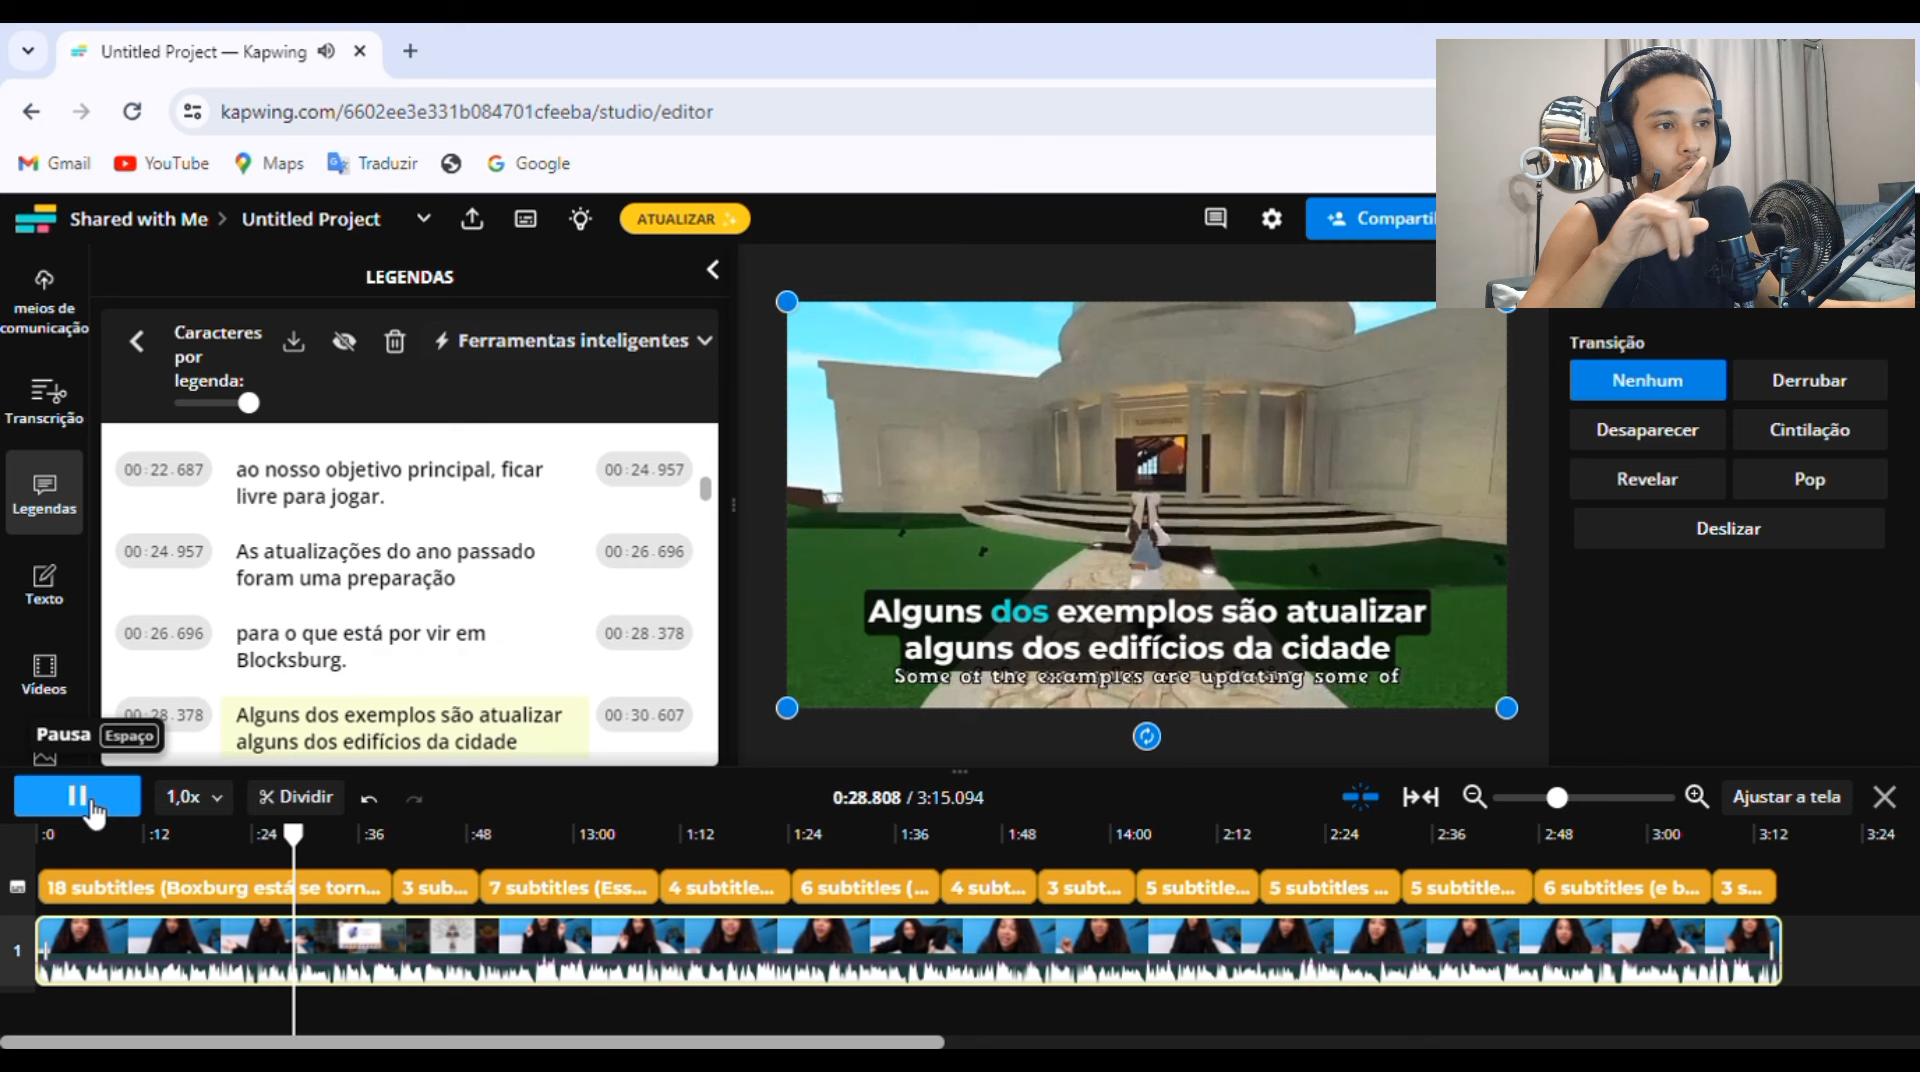 Untitled Project — Kapwing
kapwing.com/6602ee3e331b084701cfeeba/studio/editor
Gmail
YouTube
Maps
Traduzir
Google
Shared with Me > Untitled Project
ATUALIZAR
Compartil
meios de
comunicação
Transcrição
Legendas
Texto
Vídeos
LEGENDAS
Caracteres
por
legenda:
Ferramentas inteligentes
00:22.687 ao nosso objetivo principal, ficar 00:24.957
livre para jogar.
00:24.957 As atualizações do ano passado 00:26.696
foram uma preparação
00:26.696 para o que está por vir em 00:28.378
Blocksburg.
00:28.378 Alguns dos exemplos são atualizar 00:30.607
alguns dos edifícios da cidade
Pausa Espaço
Alguns dos exemplos são atualizar
alguns dos edifícios da cidade
Some of the examples are updating some of
Transição
Nenhum Derrubar
Desaparecer Cintilação
Revelar Pop
Deslizar
1,0x Dividir 0:28.808 / 3:15.094 Ajustar a tela
:0 :12 :24 :36 :48 13:00 1:12 1:24 1:36 1:48 14:00 2:12 2:24 2:36 2:48 3:00 3:12 3:24
18 subtitles (Boxburg está se torn... 3 sub... 7 subtitles (Ess... 4 subtitle... 6 subtitles (... 4 subt... 3 subt... 5 subtitle... 5 subtitles ... 5 subtitle... 6 subtitles (e b... 3 s...
1